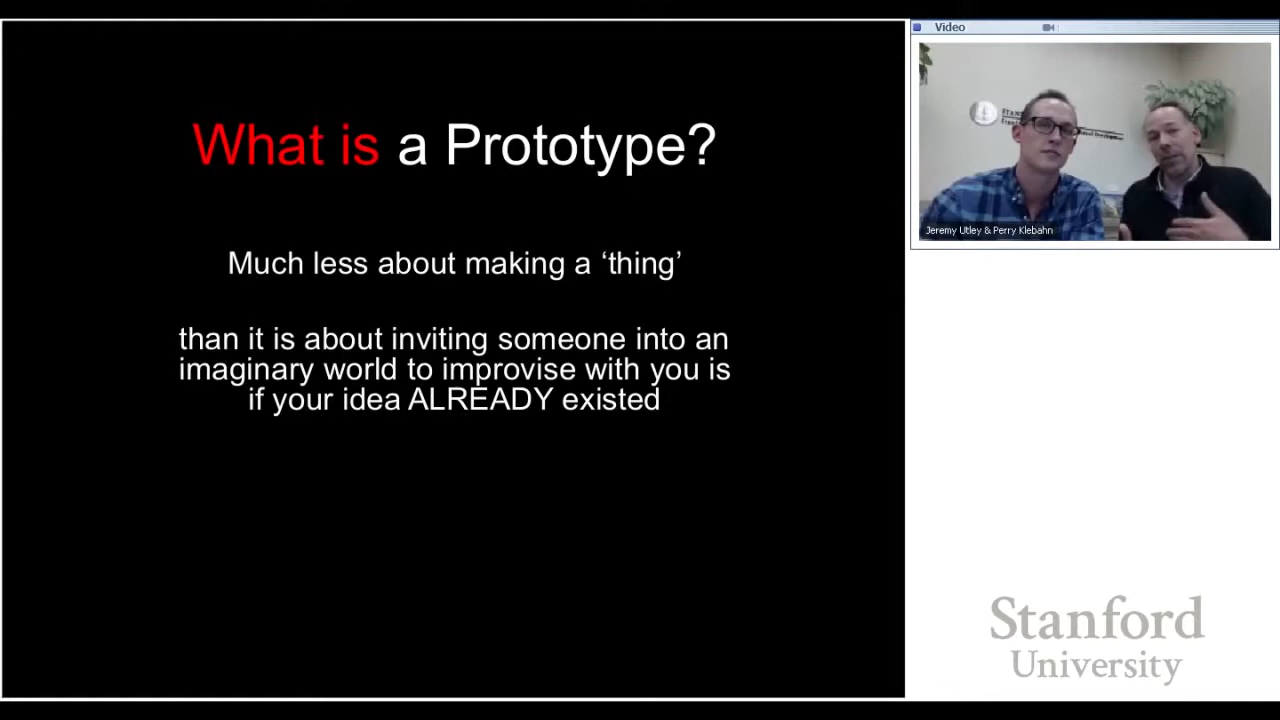 What is a Prototype?
Much less about making a ‘thing’
than it is about inviting someone into an
imaginary world to improvise with you is
if your idea ALREADY existed
Video
Jeremy Utley & Perry Klebahn
Stanford
University